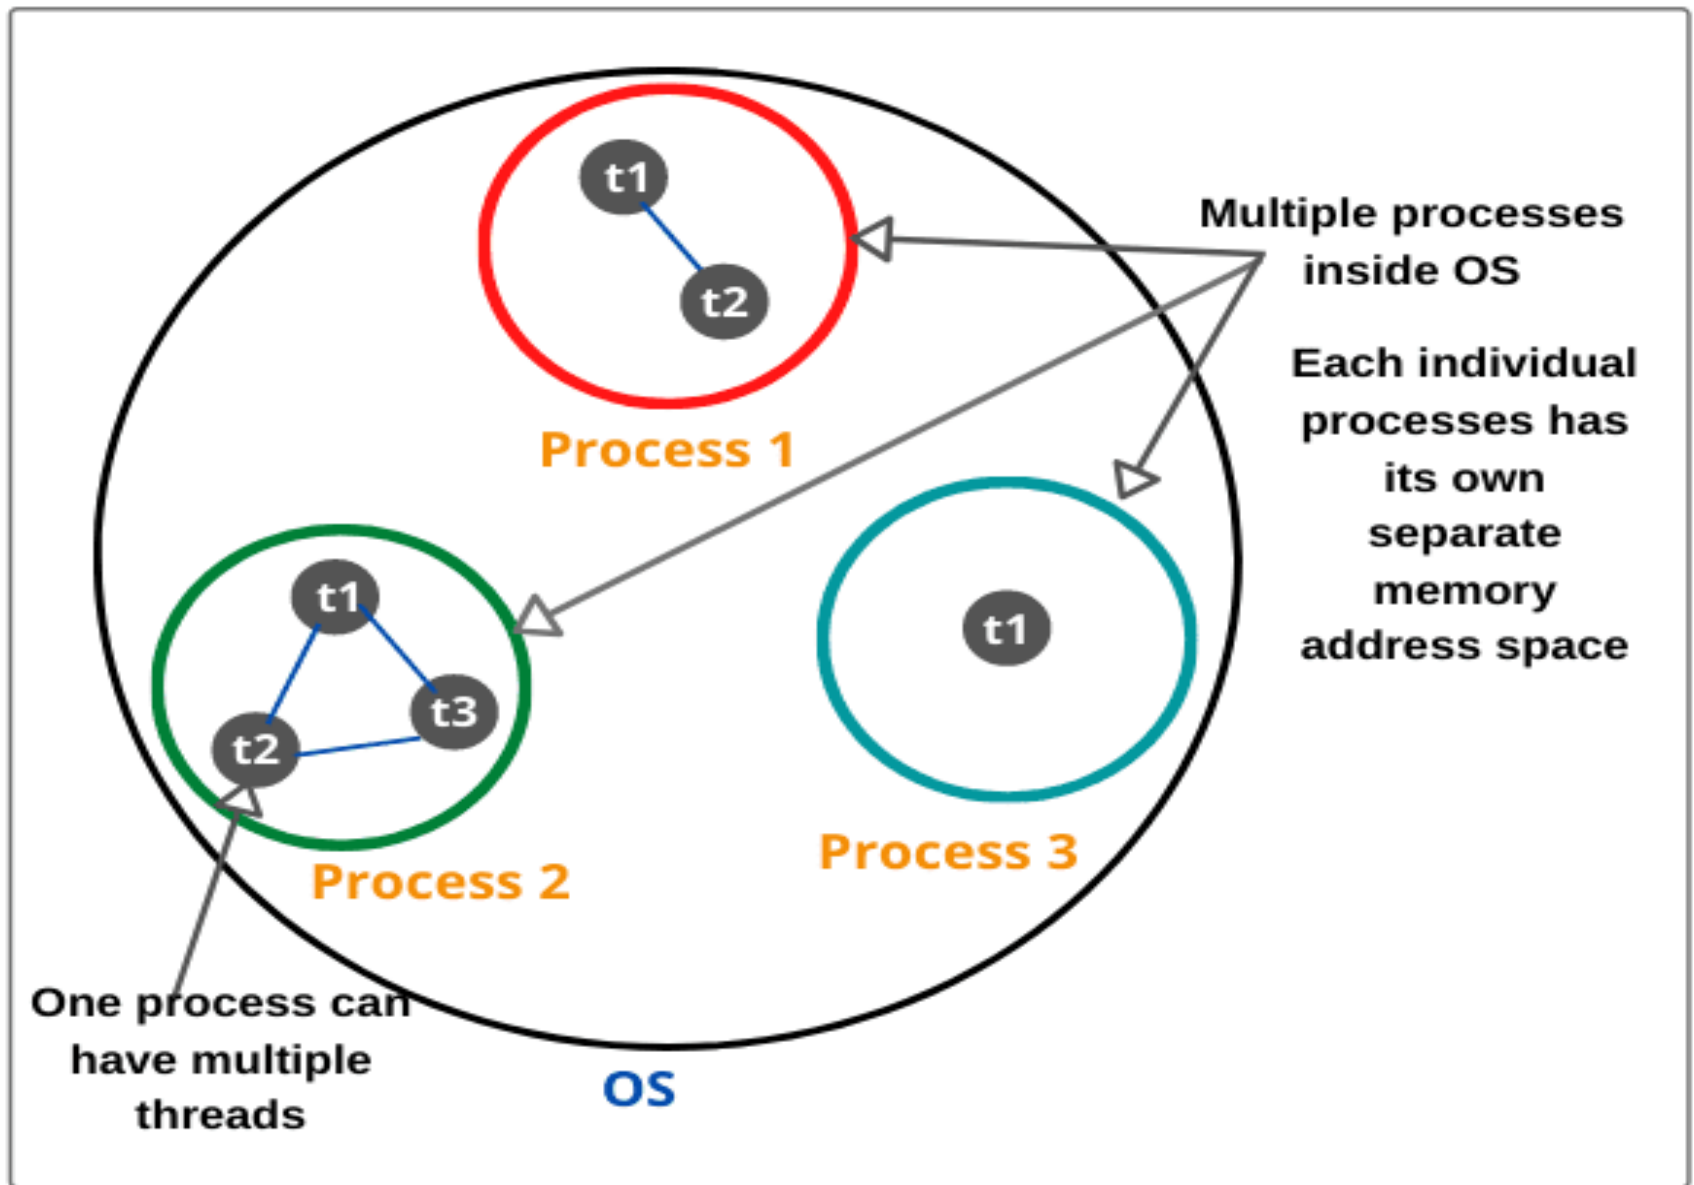 t1
t2
Process 1
Multiple processes
inside OS
Each individual
processes has
its own
separate
memory
address space
t1
t3
t2
Process 2
t1
Process 3
One process can
have multiple
threads
OS